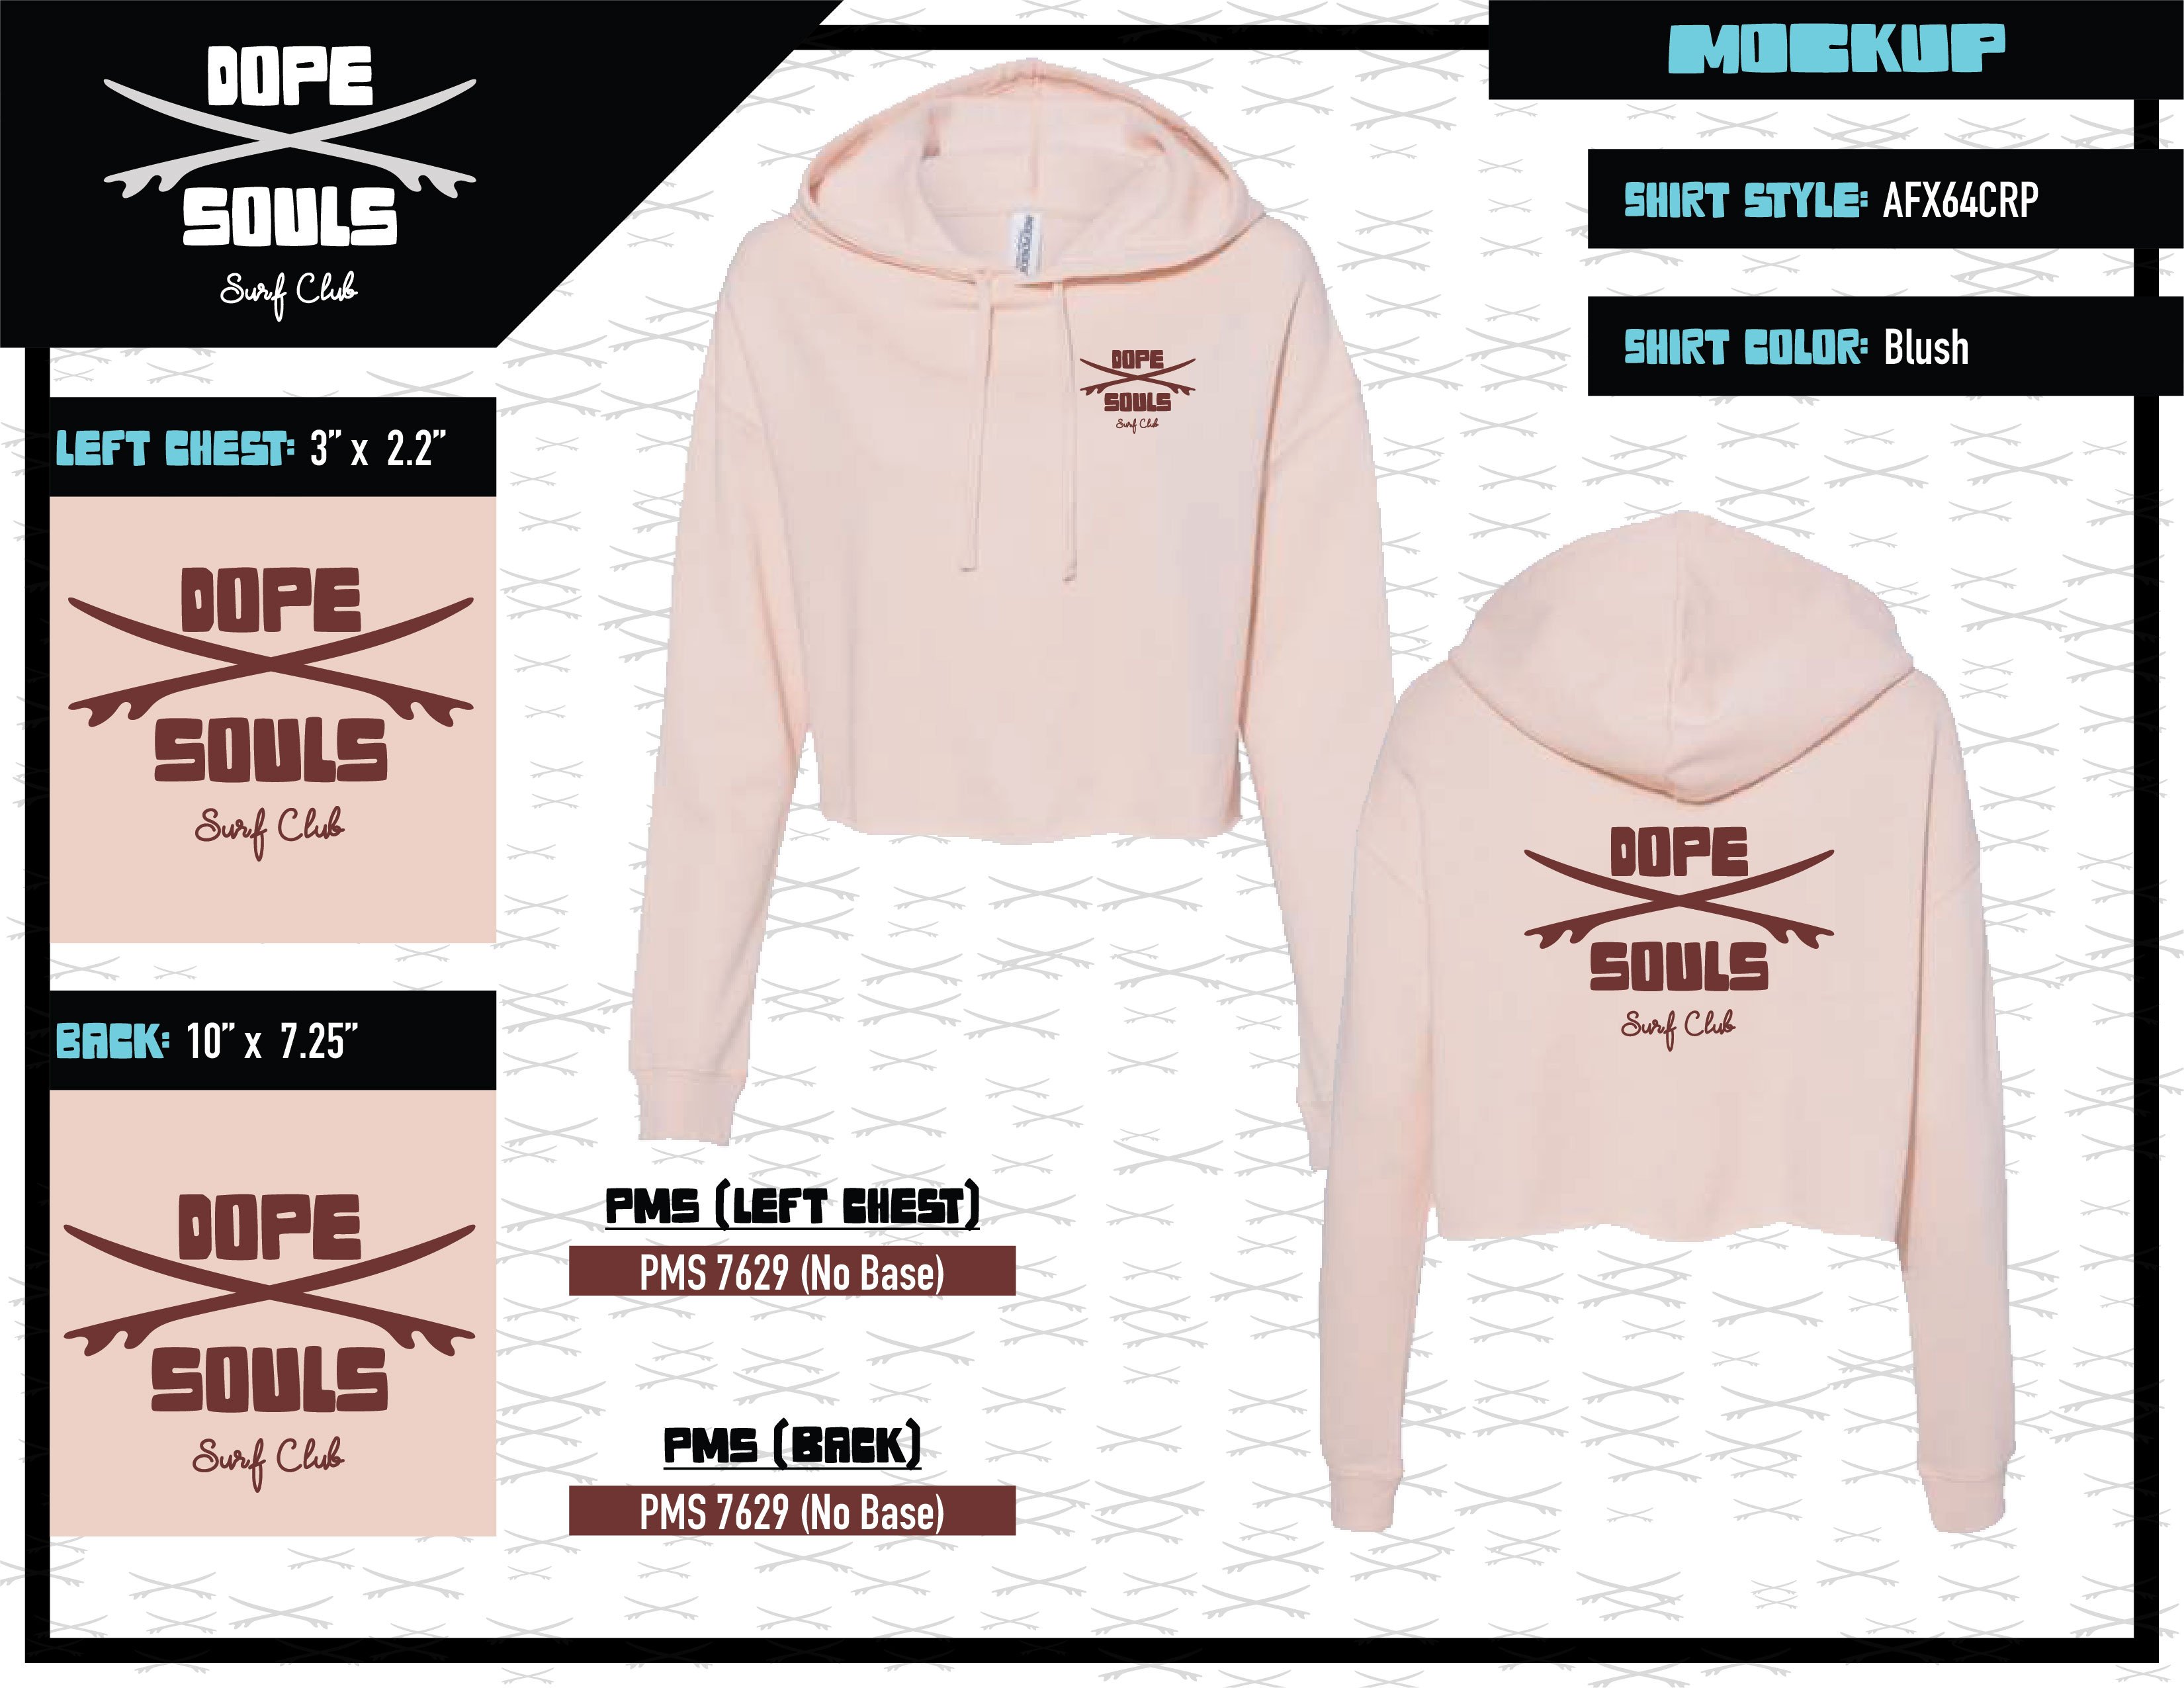 DOPE
SOULS
Surf Club
MOCKUP
SHIRT STYLE: AFX64CRP
SHIRT COLOR: Blush
LEFT CHEST: 3” x 2.2”
DOPE
SOULS
Surf Club
BACK: 10” x 7.25”
DOPE
SOULS
Surf Club
DOPE
SOULS
Surf Club
DOPE
SOULS
Surf Club
PMS (LEFT CHEST)
PMS 7629 (No Base)
PMS (BACK)
PMS 7629 (No Base)